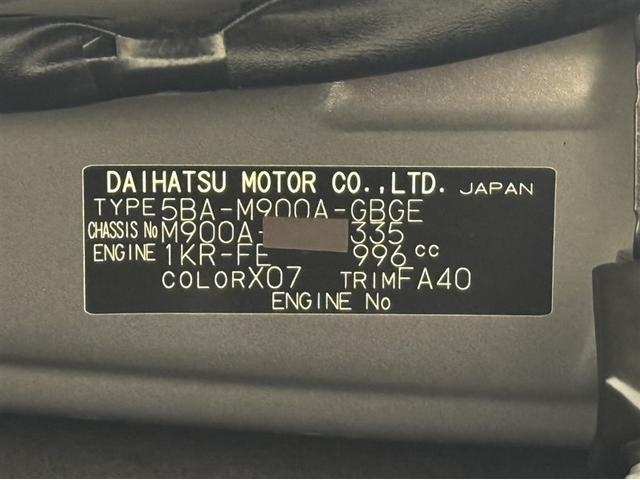 DAIHATSU MOTOR CO.,LTD. JAPAN
TYPE 5BA-M900A-GBGE
CHASSIS No M900A- 335
ENGINE 1KR-FE 996 cc
COLOR X07 TRIM FA40
ENGINE No